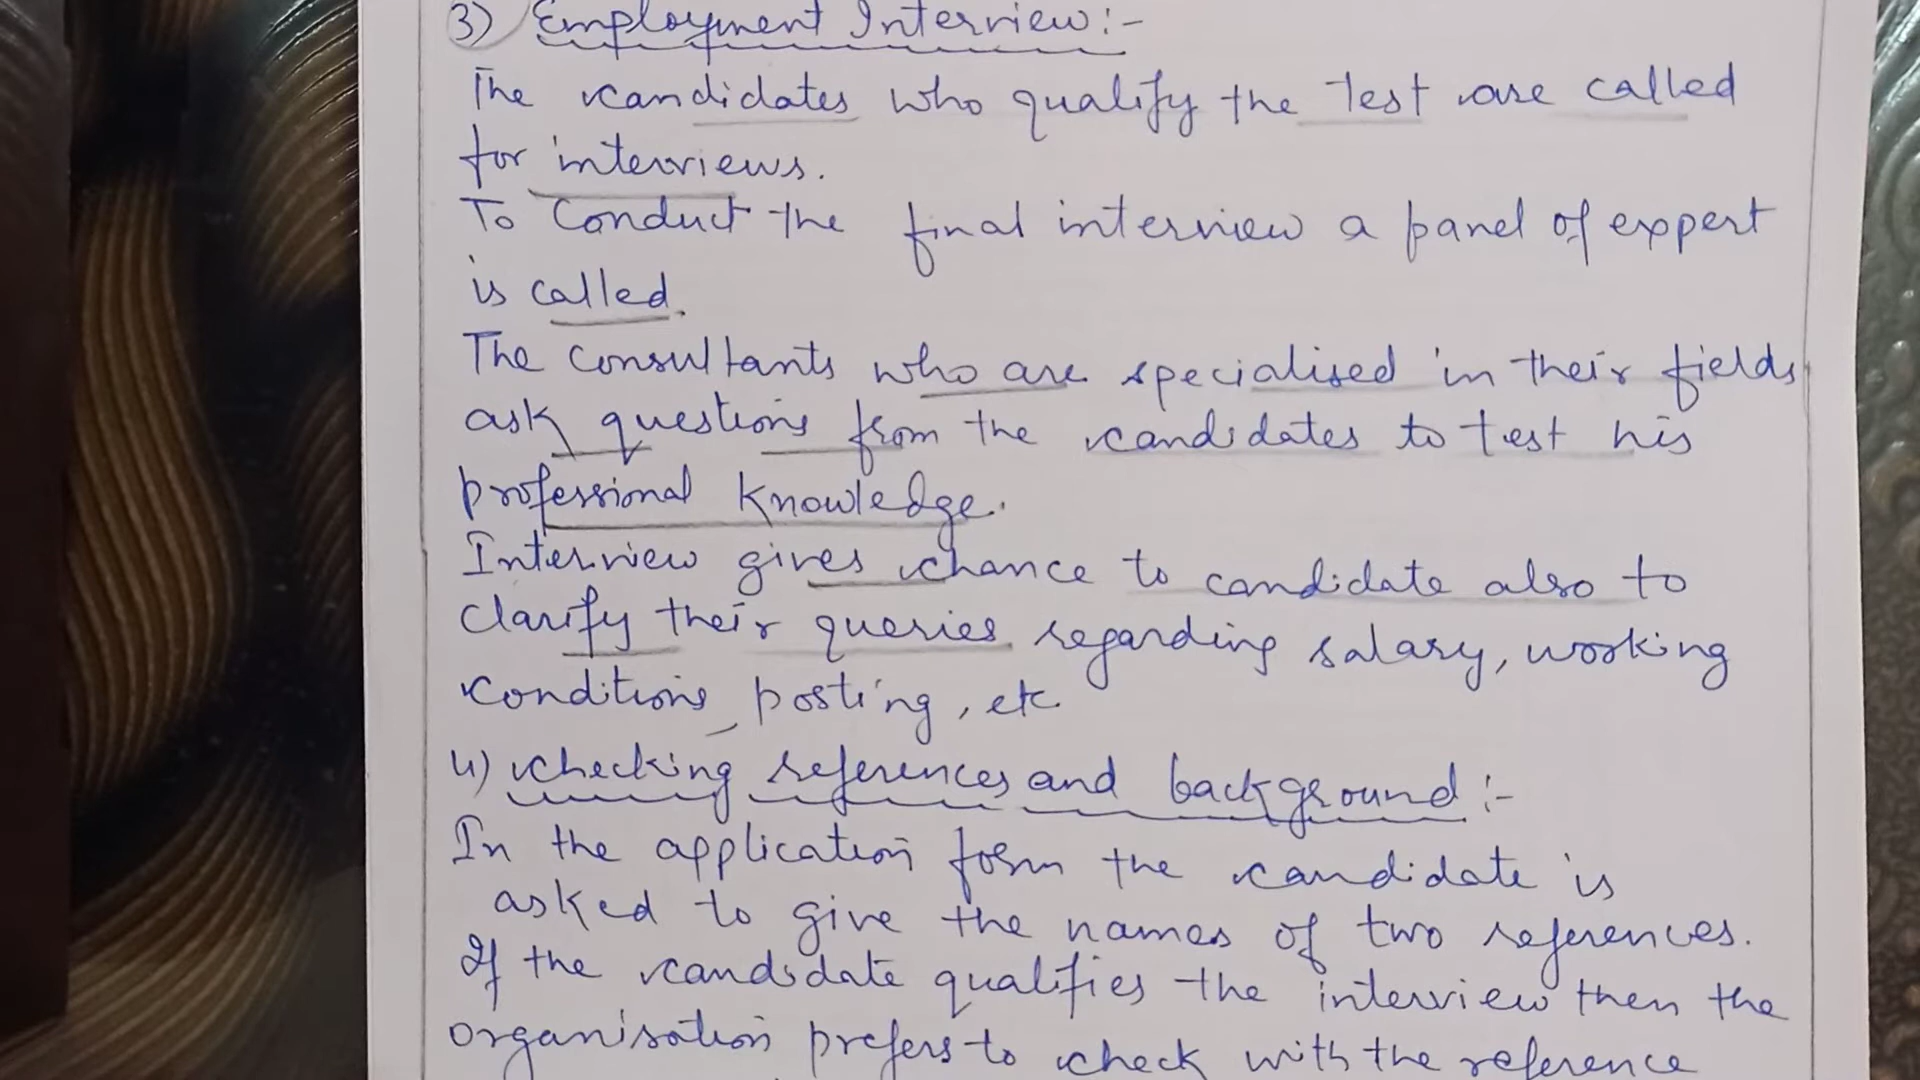 3) Employment Interview:-
The candidates who qualify the Test are called
for interviews.
To Conduct the final interview a panel of expert
is called.
The Consultants who are specialised in their fields
ask questions from the candidates to test his
professional Knowledge.
Interview gives chance to candidate also to
clarify their queries regarding salary, working
conditions, posting, etc
4) checking references and background:-
In the application form the candidate is
asked to give the names of two references.
If the candidate qualifies the interview then the
organisation prefers to check with the reference